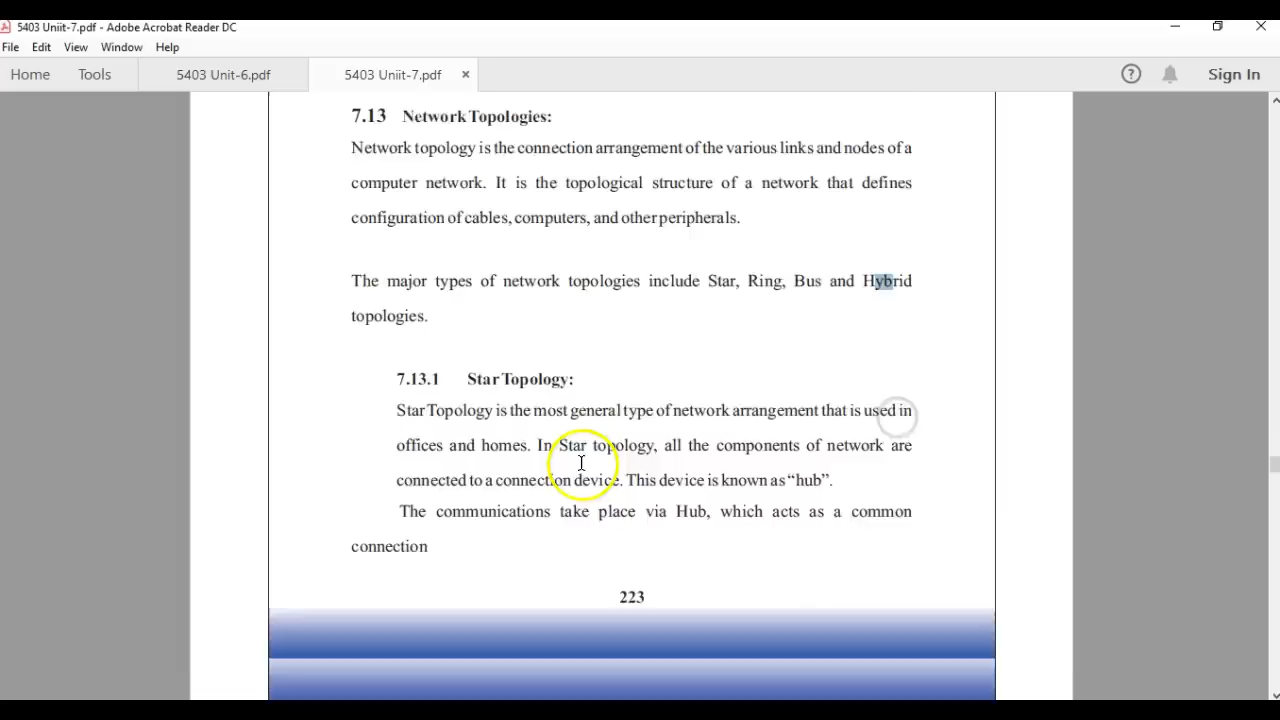 5403 Uniit-7.pdf - Adobe Acrobat Reader DC
File Edit View Window Help
Home Tools 5403 Unit-6.pdf 5403 Uniit-7.pdf × ? Sign In
7.13 Network Topologies:
Network topology is the connection arrangement of the various links and nodes of a
computer network. It is the topological structure of a network that defines
configuration of cables, computers, and other peripherals.
The major types of network topologies include Star, Ring, Bus and Hybrid
topologies.
7.13.1 Star Topology:
Star Topology is the most general type of network arrangement that is used in
offices and homes. In Star topology, all the components of network are
connected to a connection device. This device is known as “hub”.
The communications take place via Hub, which acts as a common
connection
223